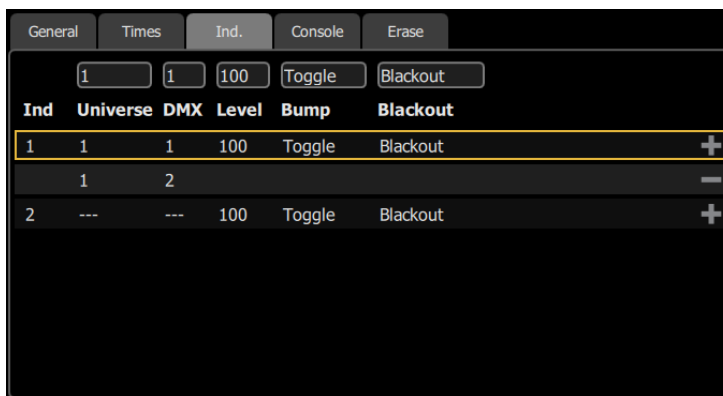 General Times Ind. Console Erase
1 1 100 Toggle Blackout
Ind Universe DMX Level Bump Blackout
1 1 1 100 Toggle Blackout
1 2
2 --- --- 100 Toggle Blackout